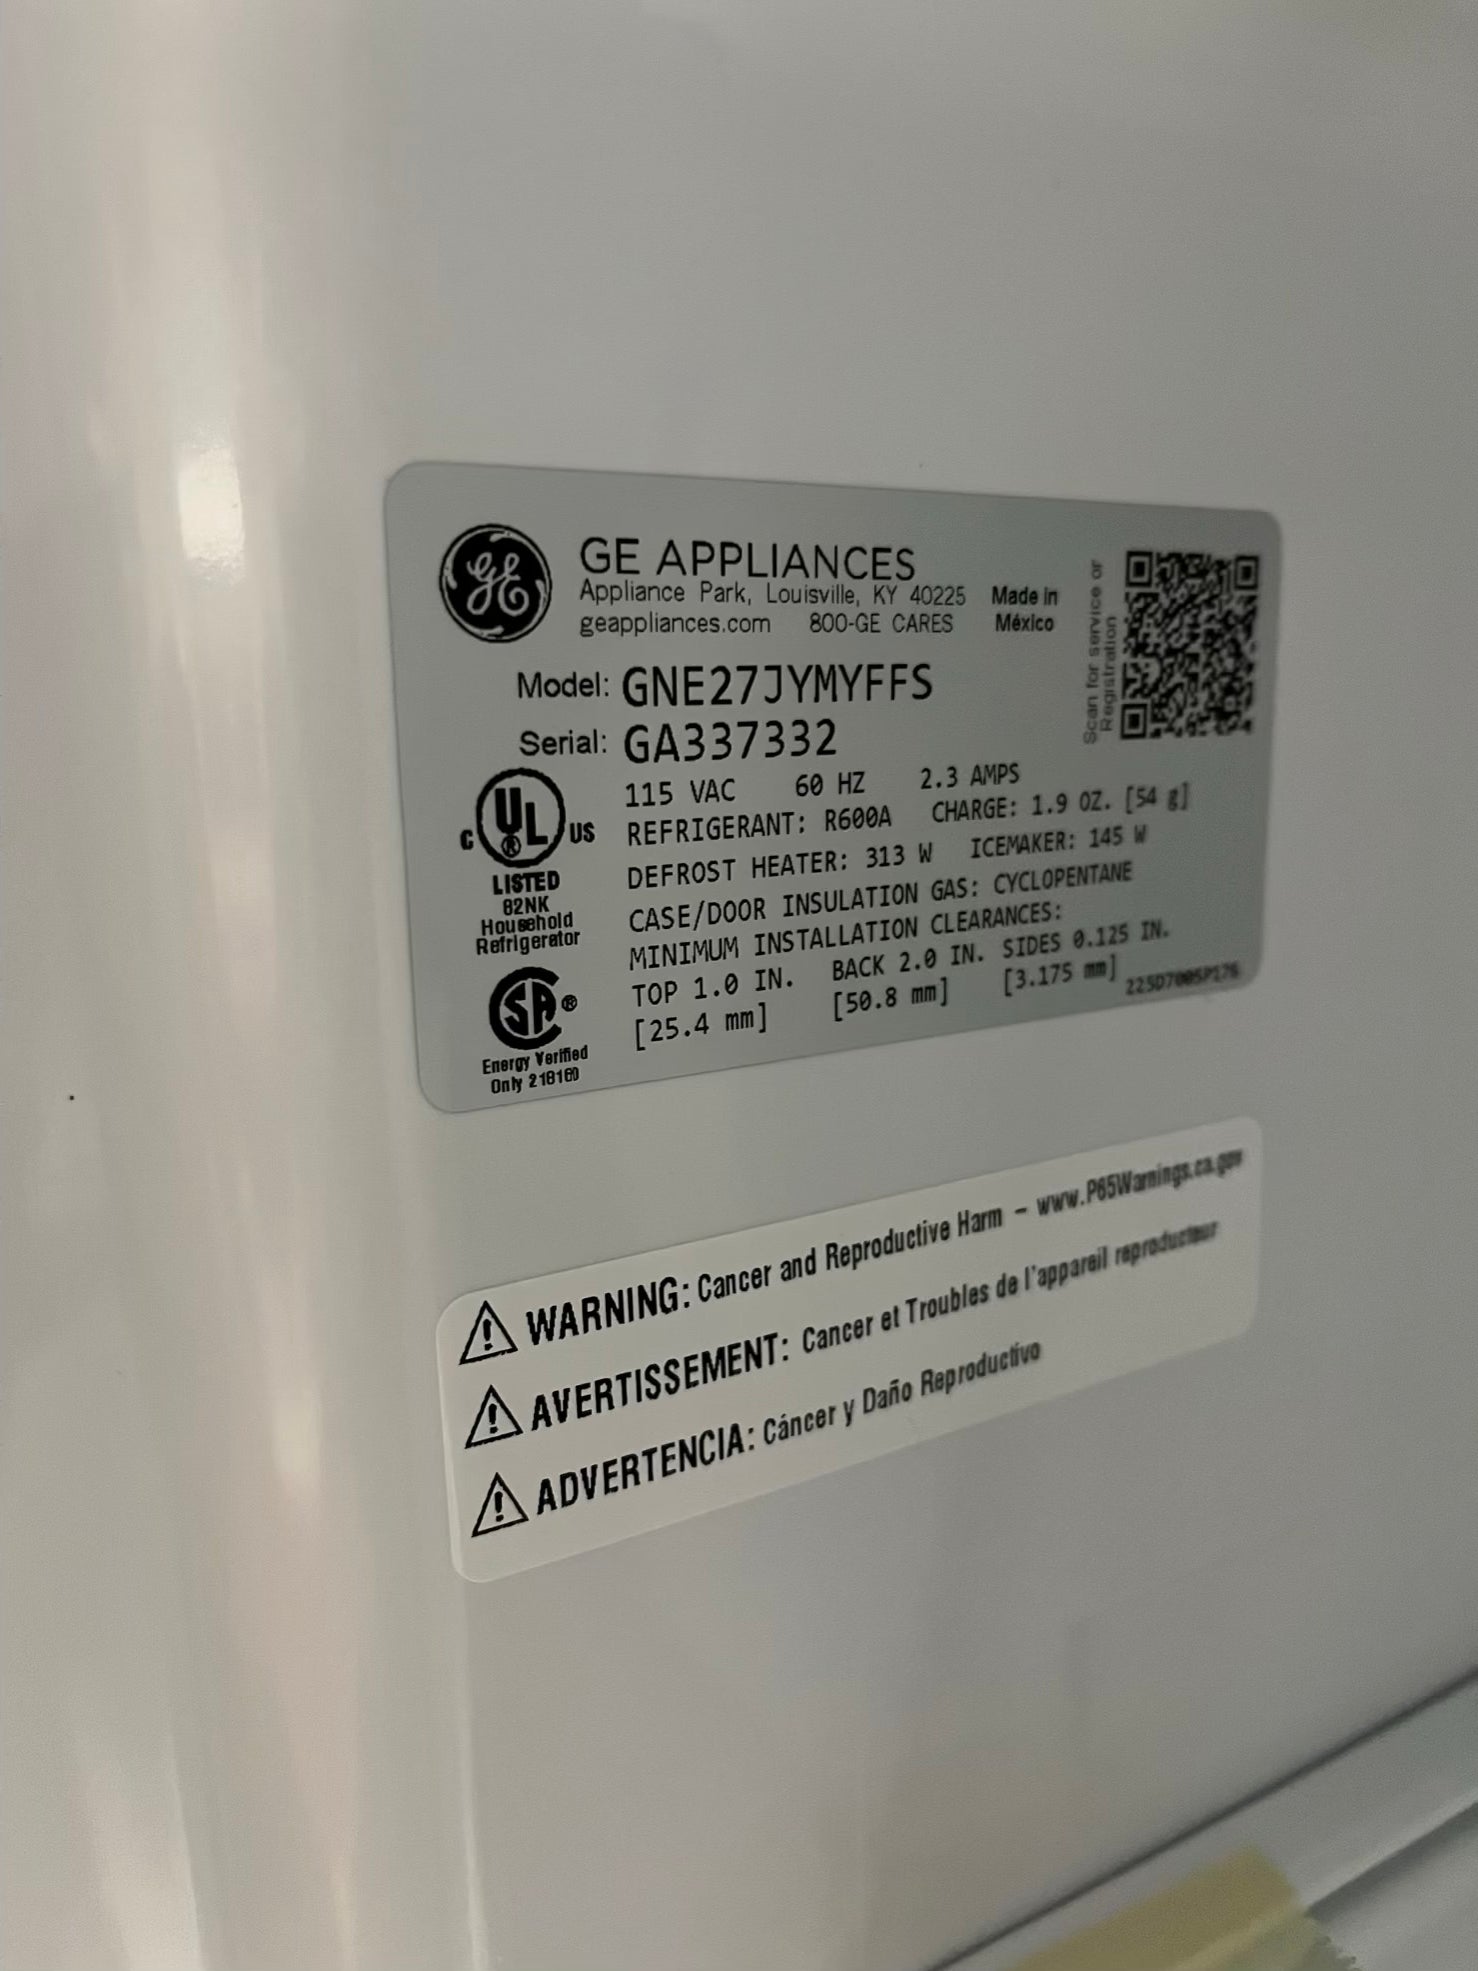 GE
GE APPLIANCES
Appliance Park, Louisville, KY 40225
geappliances.com 800-GE CARES
Made in
México
Scan for service or
Registration
Model: GNE27JYMYFFS
Serial: GA337332
115 VAC 60 HZ 2.3 AMPS
REFRIGERANT: R600A CHARGE: 1.9 OZ. [54 g]
DEFROST HEATER: 313 W ICEMAKER: 145 W
CASE/DOOR INSULATION GAS: CYCLOPENTANE
MINIMUM INSTALLATION CLEARANCES:
TOP 1.0 IN. BACK 2.0 IN. SIDES 0.125 IN.
[25.4 mm] [50.8 mm] [3.175 mm]
225D7005P176
C UL ® US
LISTED
82NK
Household
Refrigerator
SA ®
Energy Verified
Only 218160
WARNING: Cancer and Reproductive Harm – www.P65Warnings.ca.gov
AVERTISSEMENT: Cancer et Troubles de l'appareil reproducteur
ADVERTENCIA: Cáncer y Daño Reproductivo